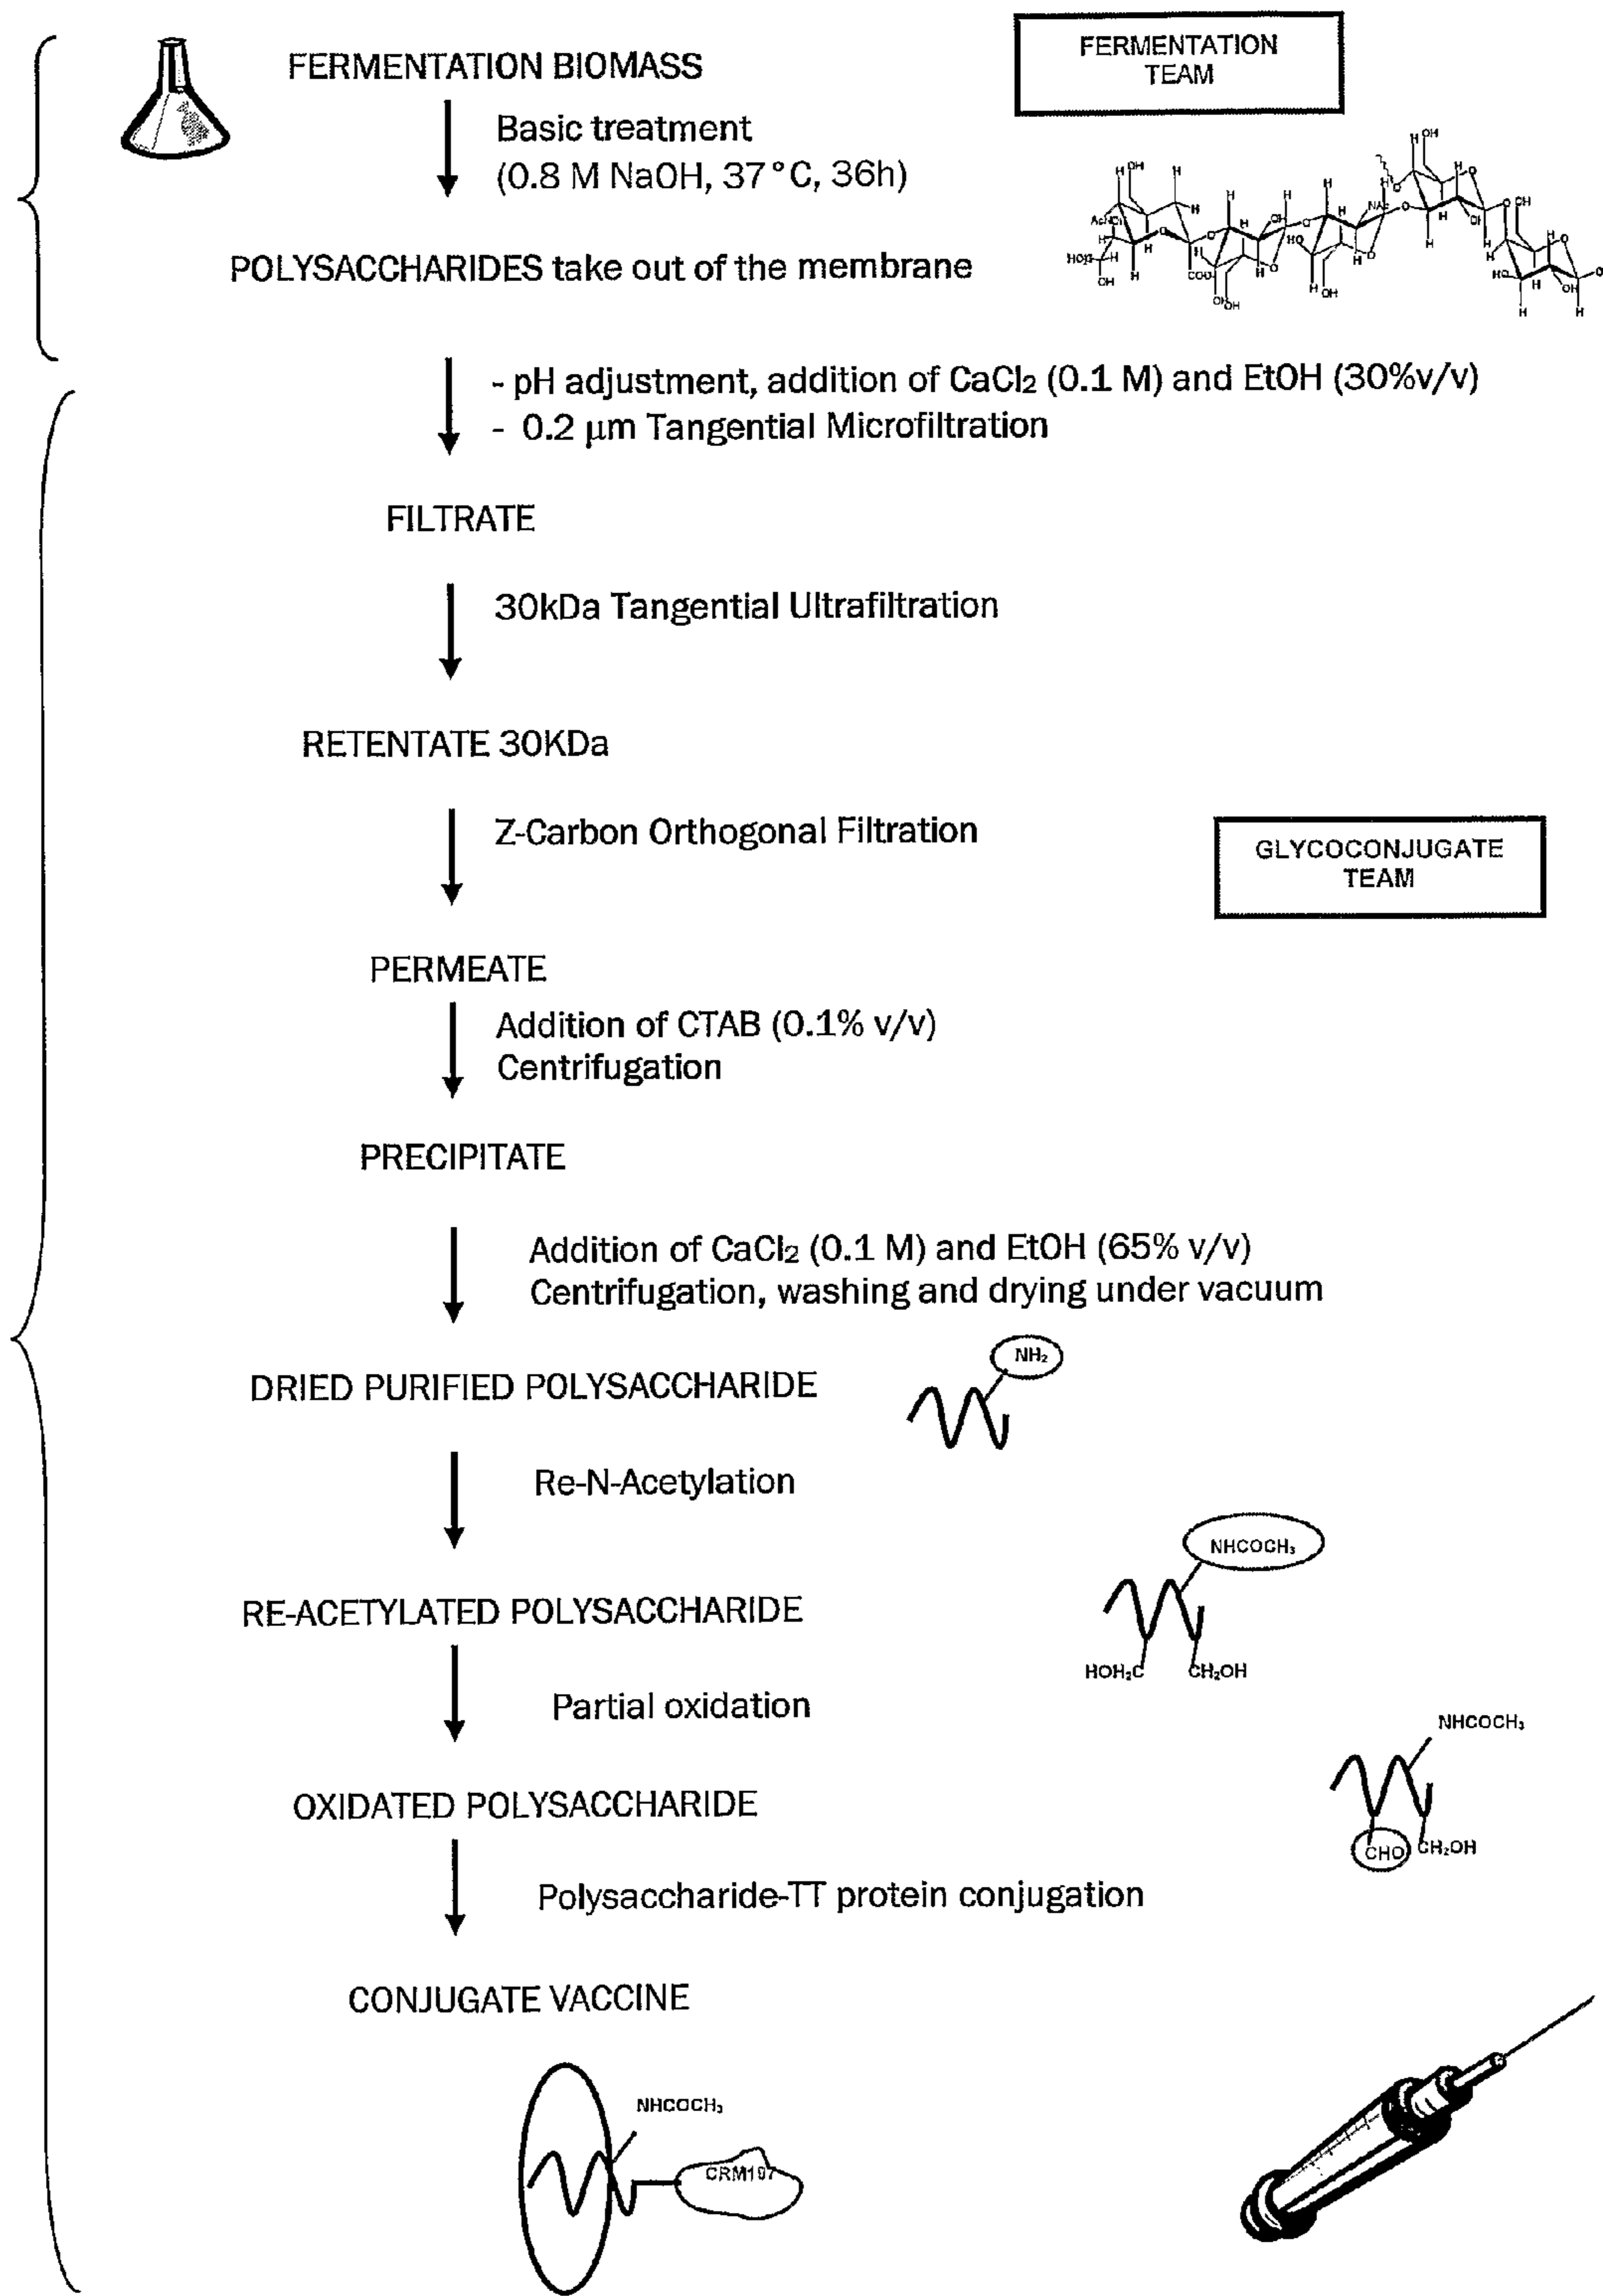 FERMENTATION BIOMASS
FERMENTATION
TEAM
Basic treatment
(0.8 M NaOH, 37°C, 36h)
POLYSACCHARIDES take out of the membrane
- pH adjustment, addition of CaCl₂ (0.1 M) and EtOH (30%v/v)
- 0.2 µm Tangential Microfiltration
FILTRATE
30kDa Tangential Ultrafiltration
RETENTATE 30KDa
Z-Carbon Orthogonal Filtration
GLYCOCONJUGATE
TEAM
PERMEATE
Addition of CTAB (0.1% v/v)
Centrifugation
PRECIPITATE
Addition of CaCl₂ (0.1 M) and EtOH (65% v/v)
Centrifugation, washing and drying under vacuum
NH₂
DRIED PURIFIED POLYSACCHARIDE
Re-N-Acetylation
NHCOCH₃
RE-ACETYLATED POLYSACCHARIDE
HOH₂C CH₂OH
Partial oxidation
NHCOCH₃
OXIDATED POLYSACCHARIDE
CHO CH₂OH
Polysaccharide-TT protein conjugation
CONJUGATE VACCINE
NHCOCH₃
CRM197